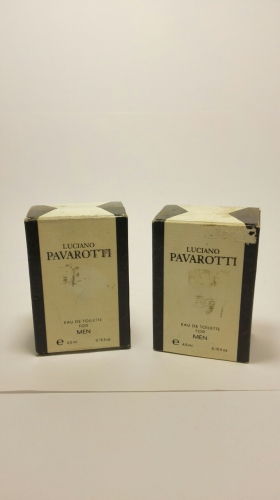 LUCIANO
PAVAROTTI
EAU DE TOILETTE
FOR
MEN
LUCIANO
PAVAROTTI
EAU DE TOILETTE
FOR
MEN